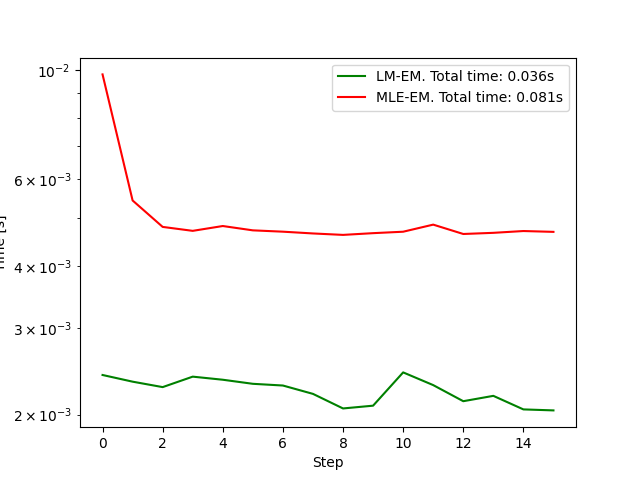 LM-EM. Total time: 0.036s
MLE-EM. Total time: 0.081s
10⁻²
6 × 10⁻³
4 × 10⁻³
3 × 10⁻³
2 × 10⁻³
Time [s]
0 2 4 6 8 10 12 14
Step